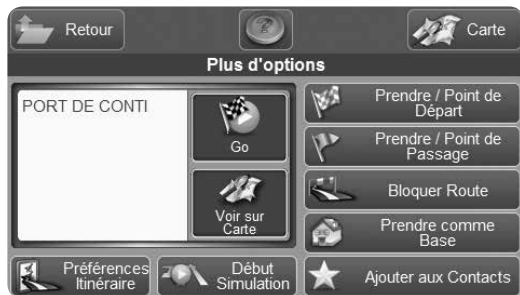 Retour
Carte
Plus d'options
PORT DE CONTI
Go
Voir sur
Carte
Prendre / Point de
Départ
Prendre / Point de
Passage
Bloquer Route
Prendre comme
Base
Préférences
Itinéraire
Début
Simulation
Ajouter aux Contacts